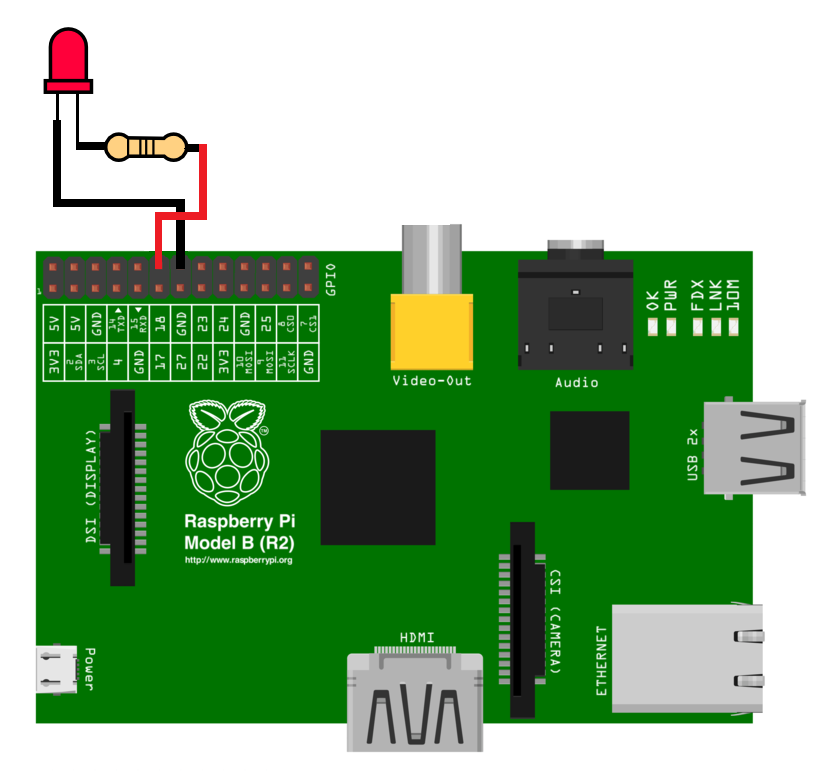 1
GPIO
5V 5V GND 14 TXD 15 RXD 18 GND 23 24 GND 25 8 CS0 7 CS1
3V3 2 SDA 3 SCL 4 GND 17 27 22 3V3 10 MOSI 9 MOSI 11 SCLK GND
Video-Out
Audio
OK
PWR
FDX
LNK
10M
USB 2x
DSI (DISPLAY)
TM
Raspberry Pi
Model B (R2)
http://www.raspberrypi.org
CSI (CAMERA)
Power
HDMI
ETHERNET